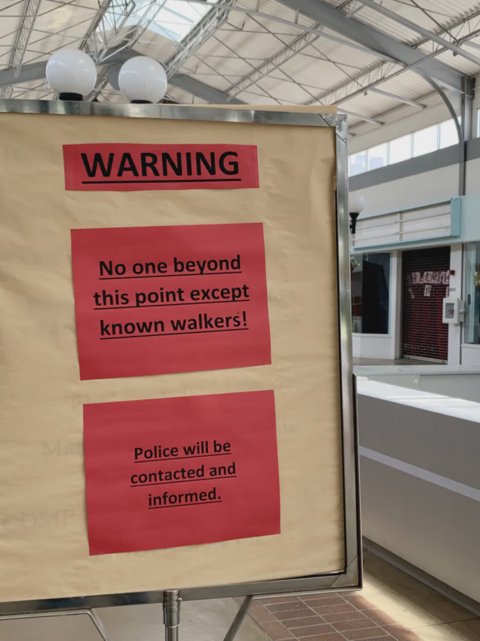 WARNING
No one beyond
this point except
known walkers!
Police will be
contacted and
informed.